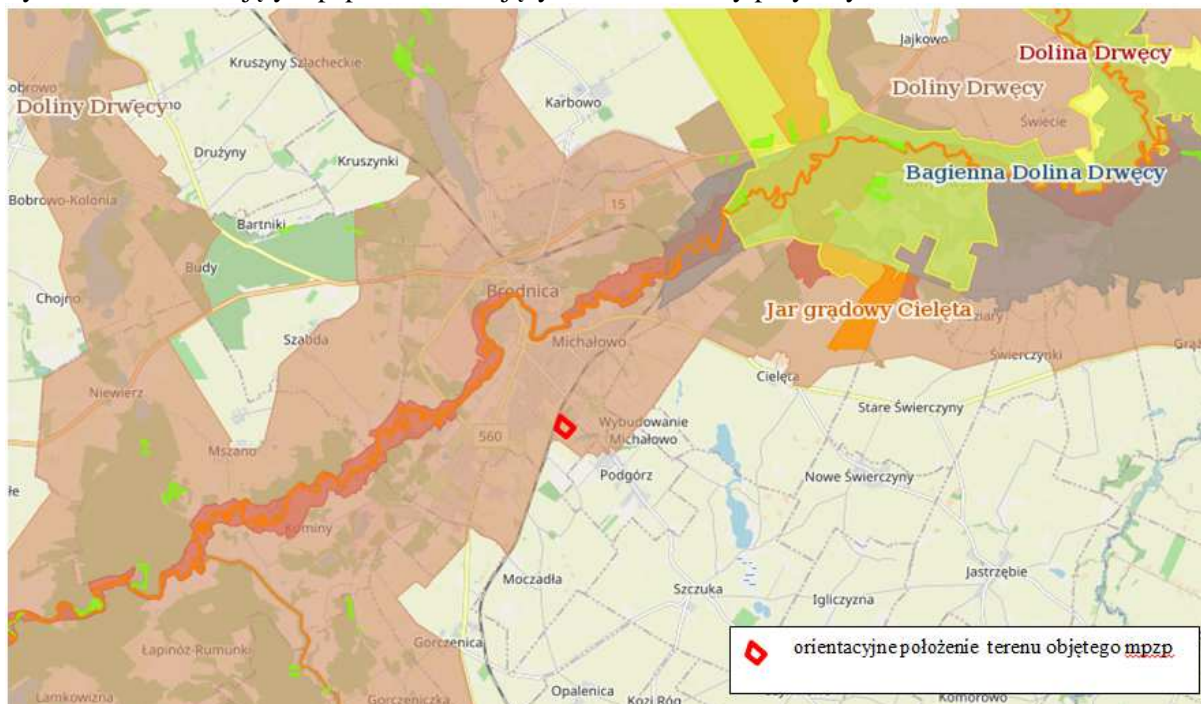 Kruszyny Szlacheckie
Jajkowo
Dolina Drwęcy
Doliny Drwęcy
Karbowo
Doliny Drwęcy
Świecie
Drużyny
Kruszynki
Bagienna Dolina Drwęcy
Bobrowo-Kolonia
15
Bartniki
Budy
Chojno
Brodnica
Jar grądowy Cielęta
Szabda
Michałowo
Świerczynki
Niewierz
Cielęta
Stare Świerczyny
Wybudowanie
Michałowo
560
Mszano
Podgórz
Nowe Świerczyny
Kominy
Moczadła
Szczuka
Jastrzębie
Igliczyzna
Gorczenica
Łapinóż-Rumunki
orientacyjne położenie terenu objętego mpzp
Lamkowizna
Gorczeniczka
Opalenica
Kozi Róg
Komorowo